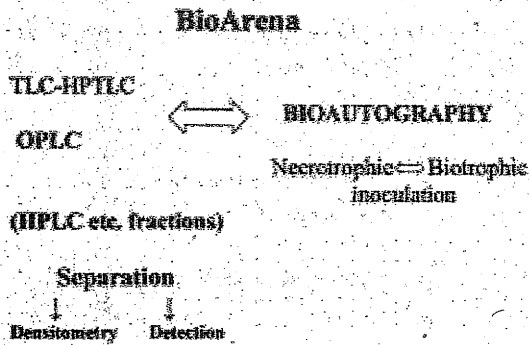 BioArena
TLC-HPTLC
OPLC
BIOAUTOGRAPHY
Necrotrophic⇔Biotrophic
inoculation
(HPLC etc. fractions)
Separation
Densitometry Detection